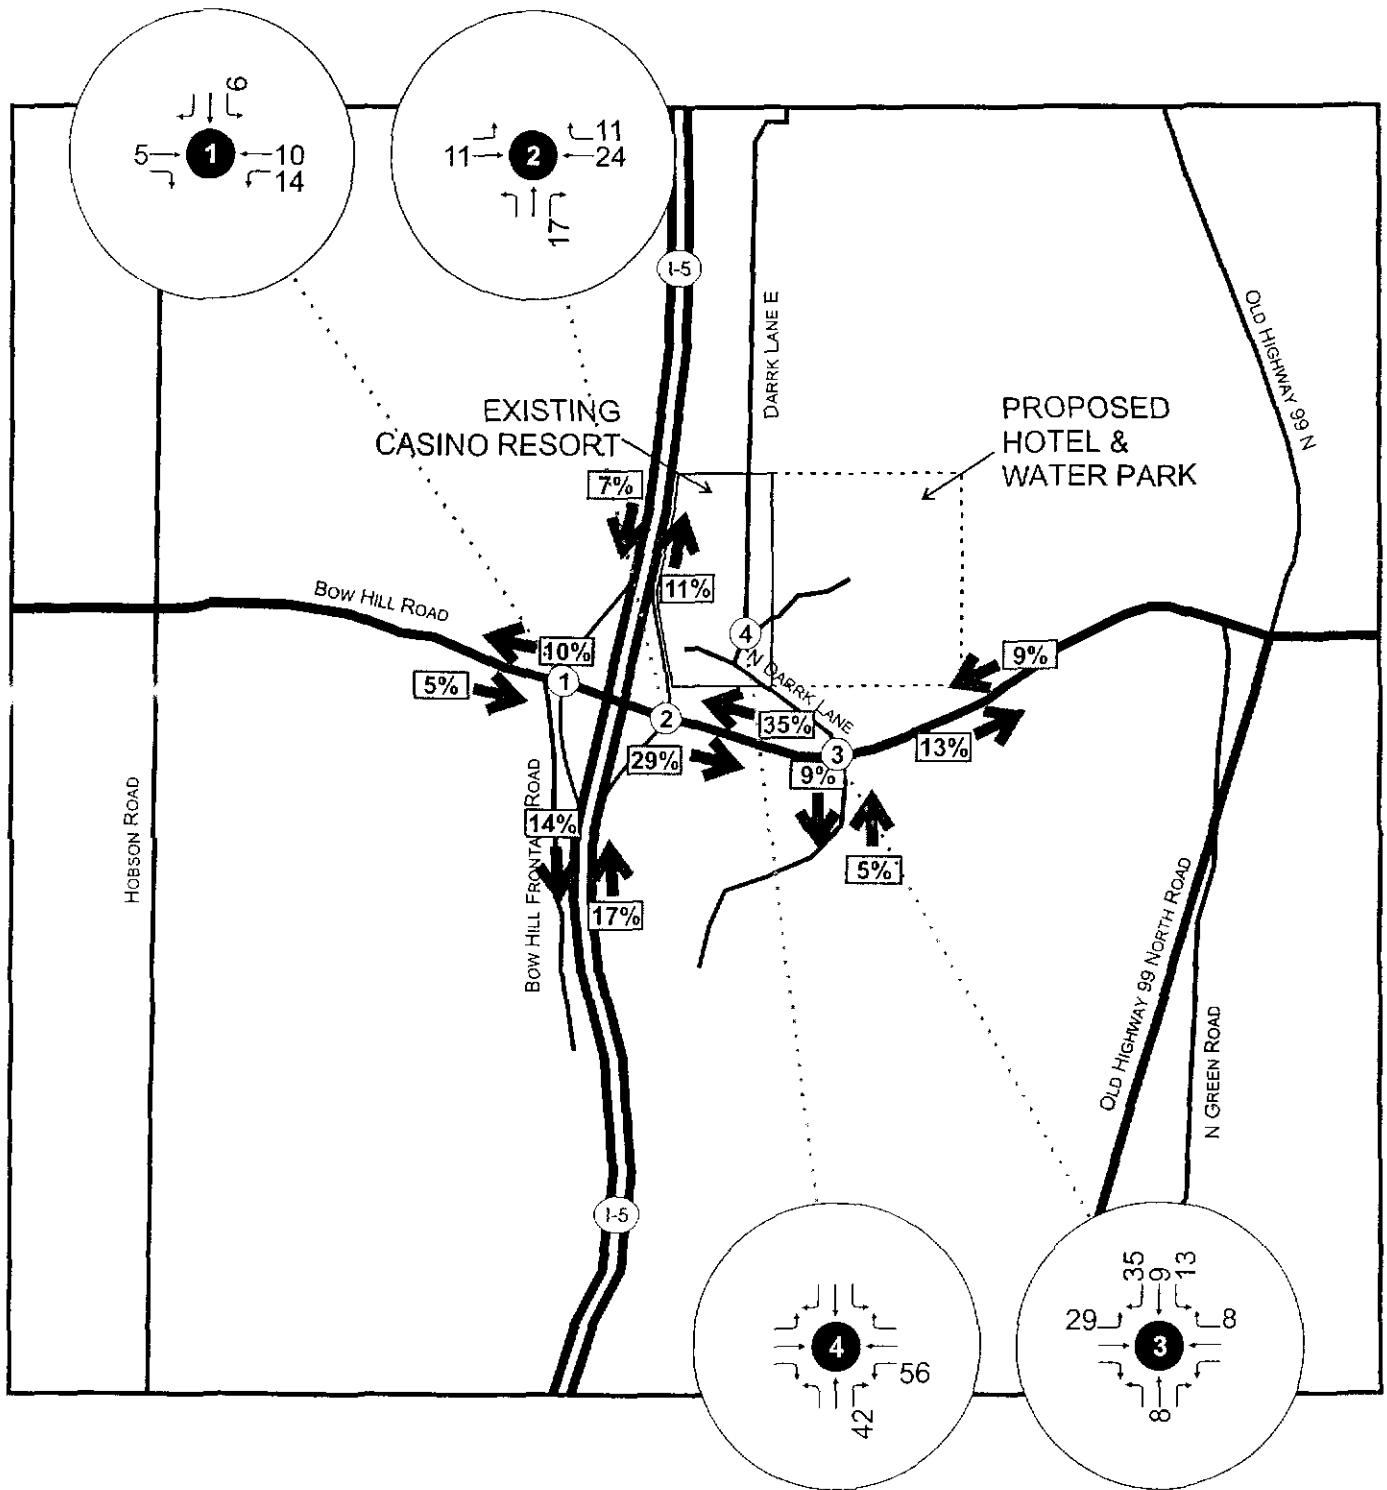 6
5
1
10
14
11
11
2
24
17
I-5
DARRK LANE E
OLD HIGHWAY 99 N
EXISTING
CASINO RESORT
PROPOSED
HOTEL &
WATER PARK
7%
11%
BOW HILL ROAD
4
N DARRK LANE
10%
9%
5%
1
2
35%
3
13%
29%
9%
HOBSON ROAD
14%
BOW HILL FRONTA ROAD
5%
17%
OLD HIGHWAY 99 NORTH ROAD
N GREEN ROAD
I-5
4
56
42
35
9
13
29
8
3
8